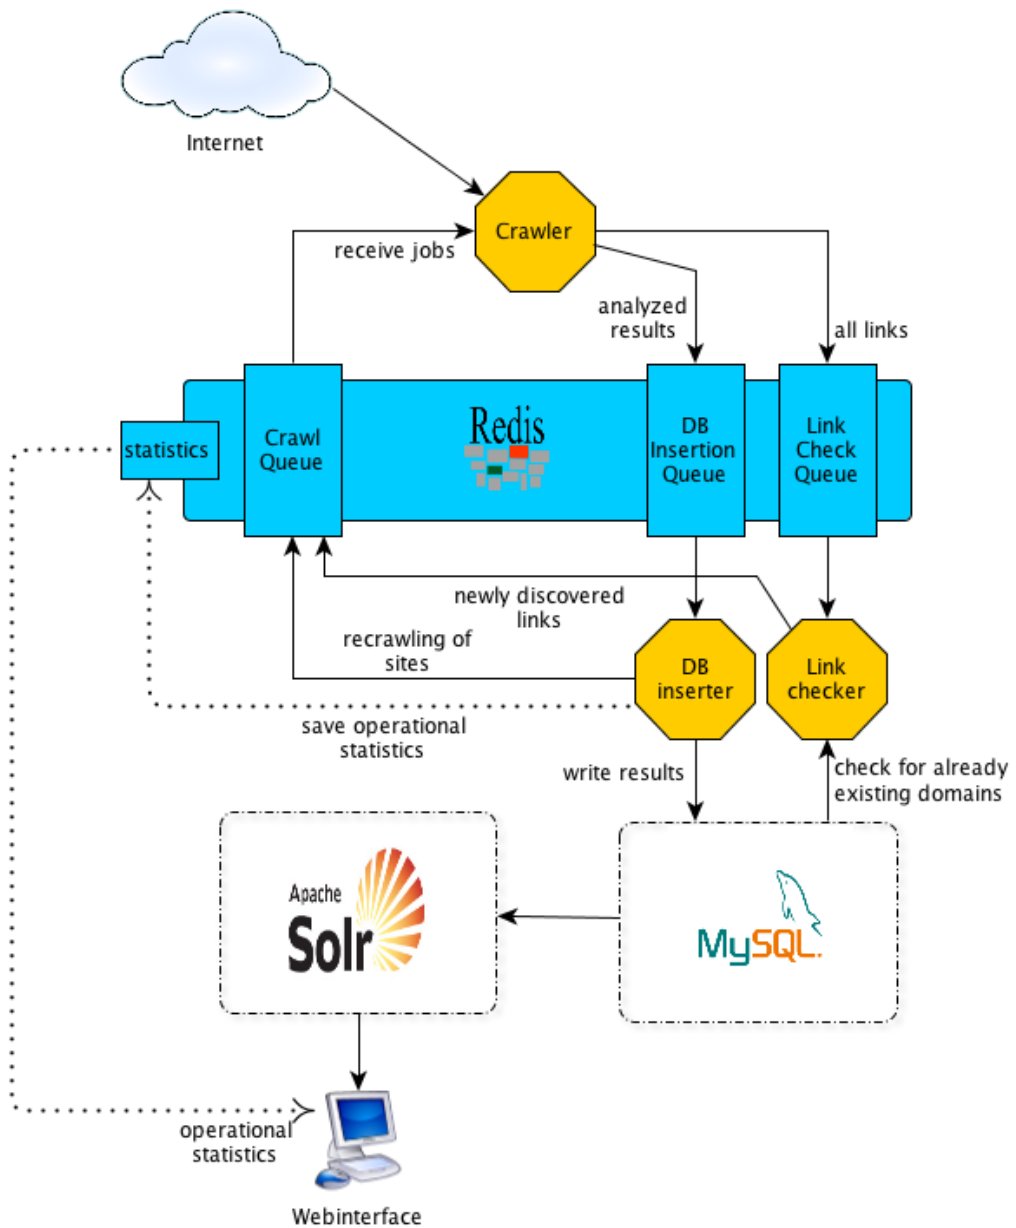 Internet
Crawler
receive jobs
analyzed
results
all links
statistics
Crawl
Queue
Redis
DB
Insertion
Queue
Link
Check
Queue
newly discovered
links
recrawling of
sites
DB
inserter
Link
checker
save operational
statistics
write results
check for already
existing domains
Apache
Solr
MySQL.
operational
statistics
Webinterface